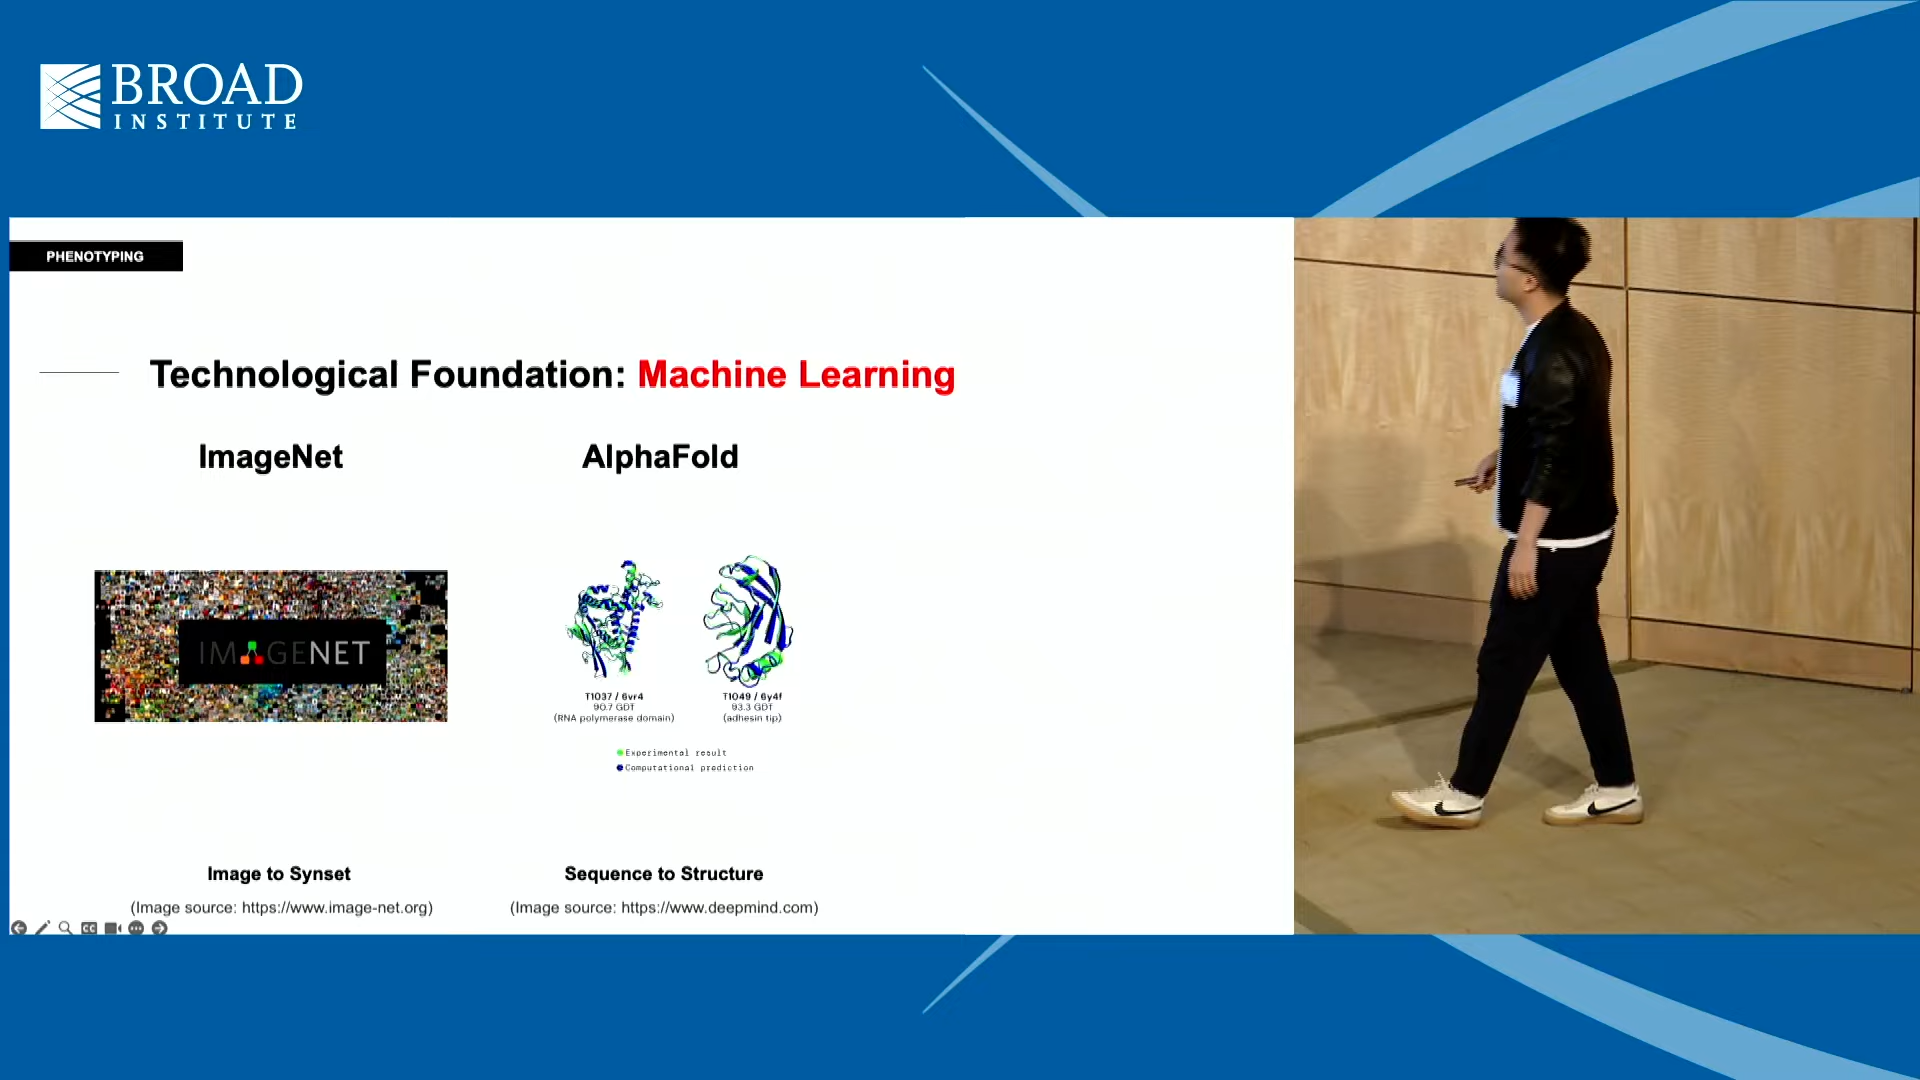 BROAD
INSTITUTE
PHENOTYPING
Technological Foundation: Machine Learning
ImageNet
AlphaFold
IMAGENET
T1037 / 6vr4
90.7 GDT
(RNA polymerase domain)
T1049 / 6y4f
93.3 GDT
(adhesin tip)
Experimental result
Computational prediction
Image to Synset
(Image source: https://www.image-net.org)
Sequence to Structure
(Image source: https://www.deepmind.com)
CC